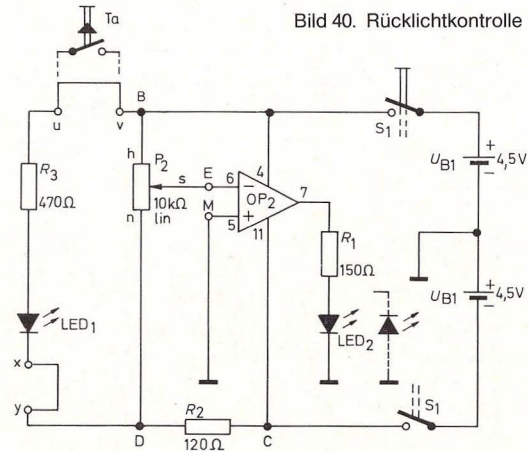 Bild 40. Rücklichtkontrolle
Ta
u
v
B
S1
h
P2
s
E
6
−
4
OP2
7
+
4,5V
UB1
−
R3
470Ω
n
10kΩ
lin
M
5
+
11
R1
150Ω
LED1
LED2
+
4,5V
UB1
−
x
y
R2
120Ω
S1
D
C